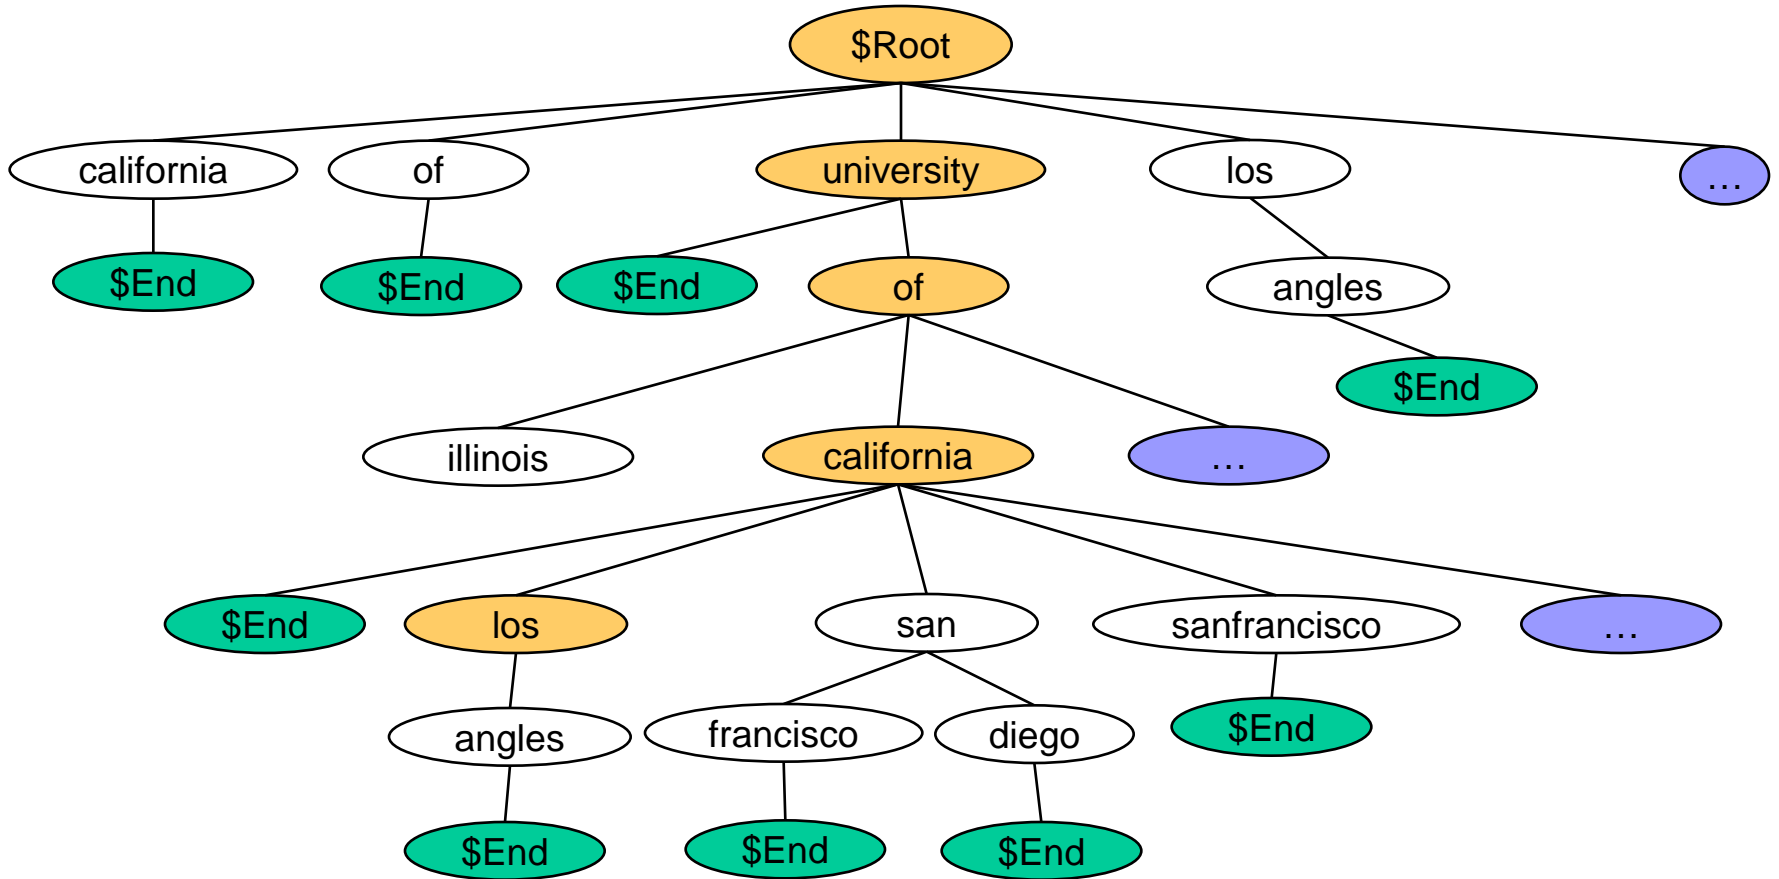 $Root
california of university los …
$End $End $End of angles
$End
illinois california …
$End los san sanfrancisco …
angles francisco diego $End
$End $End $End